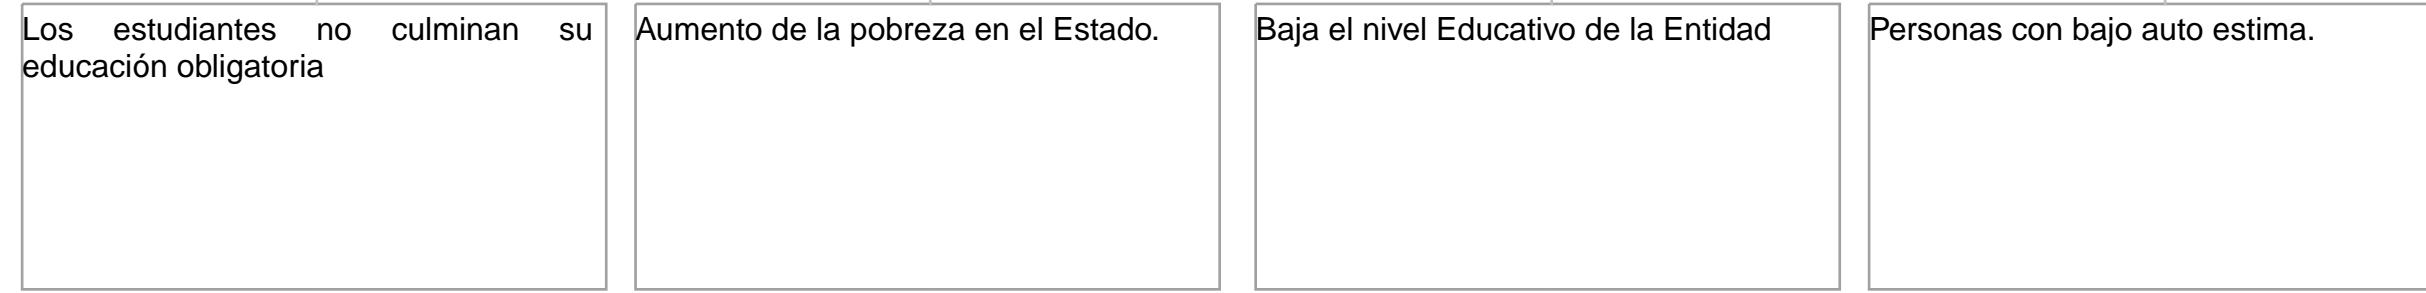 Los estudiantes no culminan su
educación obligatoria
Aumento de la pobreza en el Estado.
Baja el nivel Educativo de la Entidad
Personas con bajo auto estima.